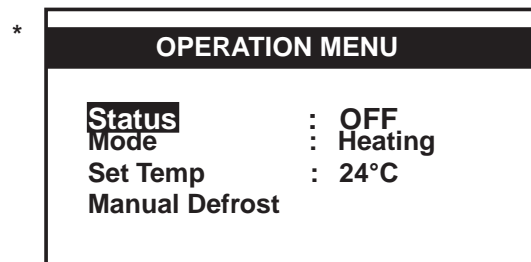 *
OPERATION MENU
Status : OFF
Mode : Heating
Set Temp : 24°C
Manual Defrost